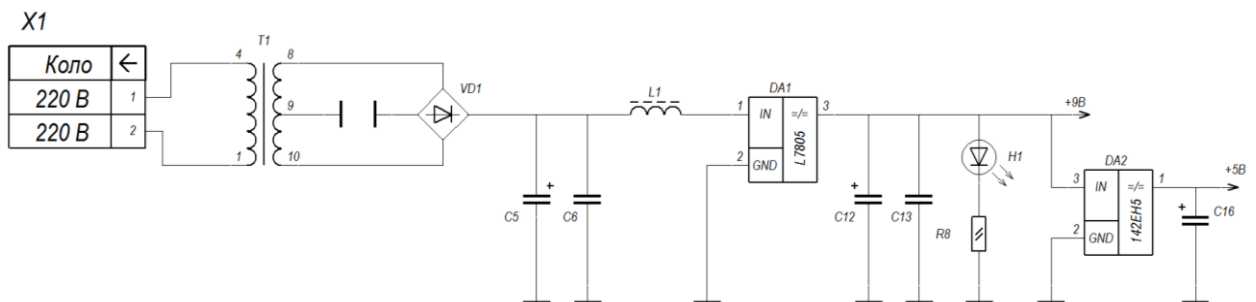 X1
Коло
220 В 1
220 В 2
T1
4
1
8
9
10
VD1
C5
+
C6
L1
DA1
1
IN
=/=
3
2
GND
L7805
+
C12
C13
H1
R8
+9В
DA2
3
IN
=/=
1
2
GND
142ЕН5
+5В
+
C16